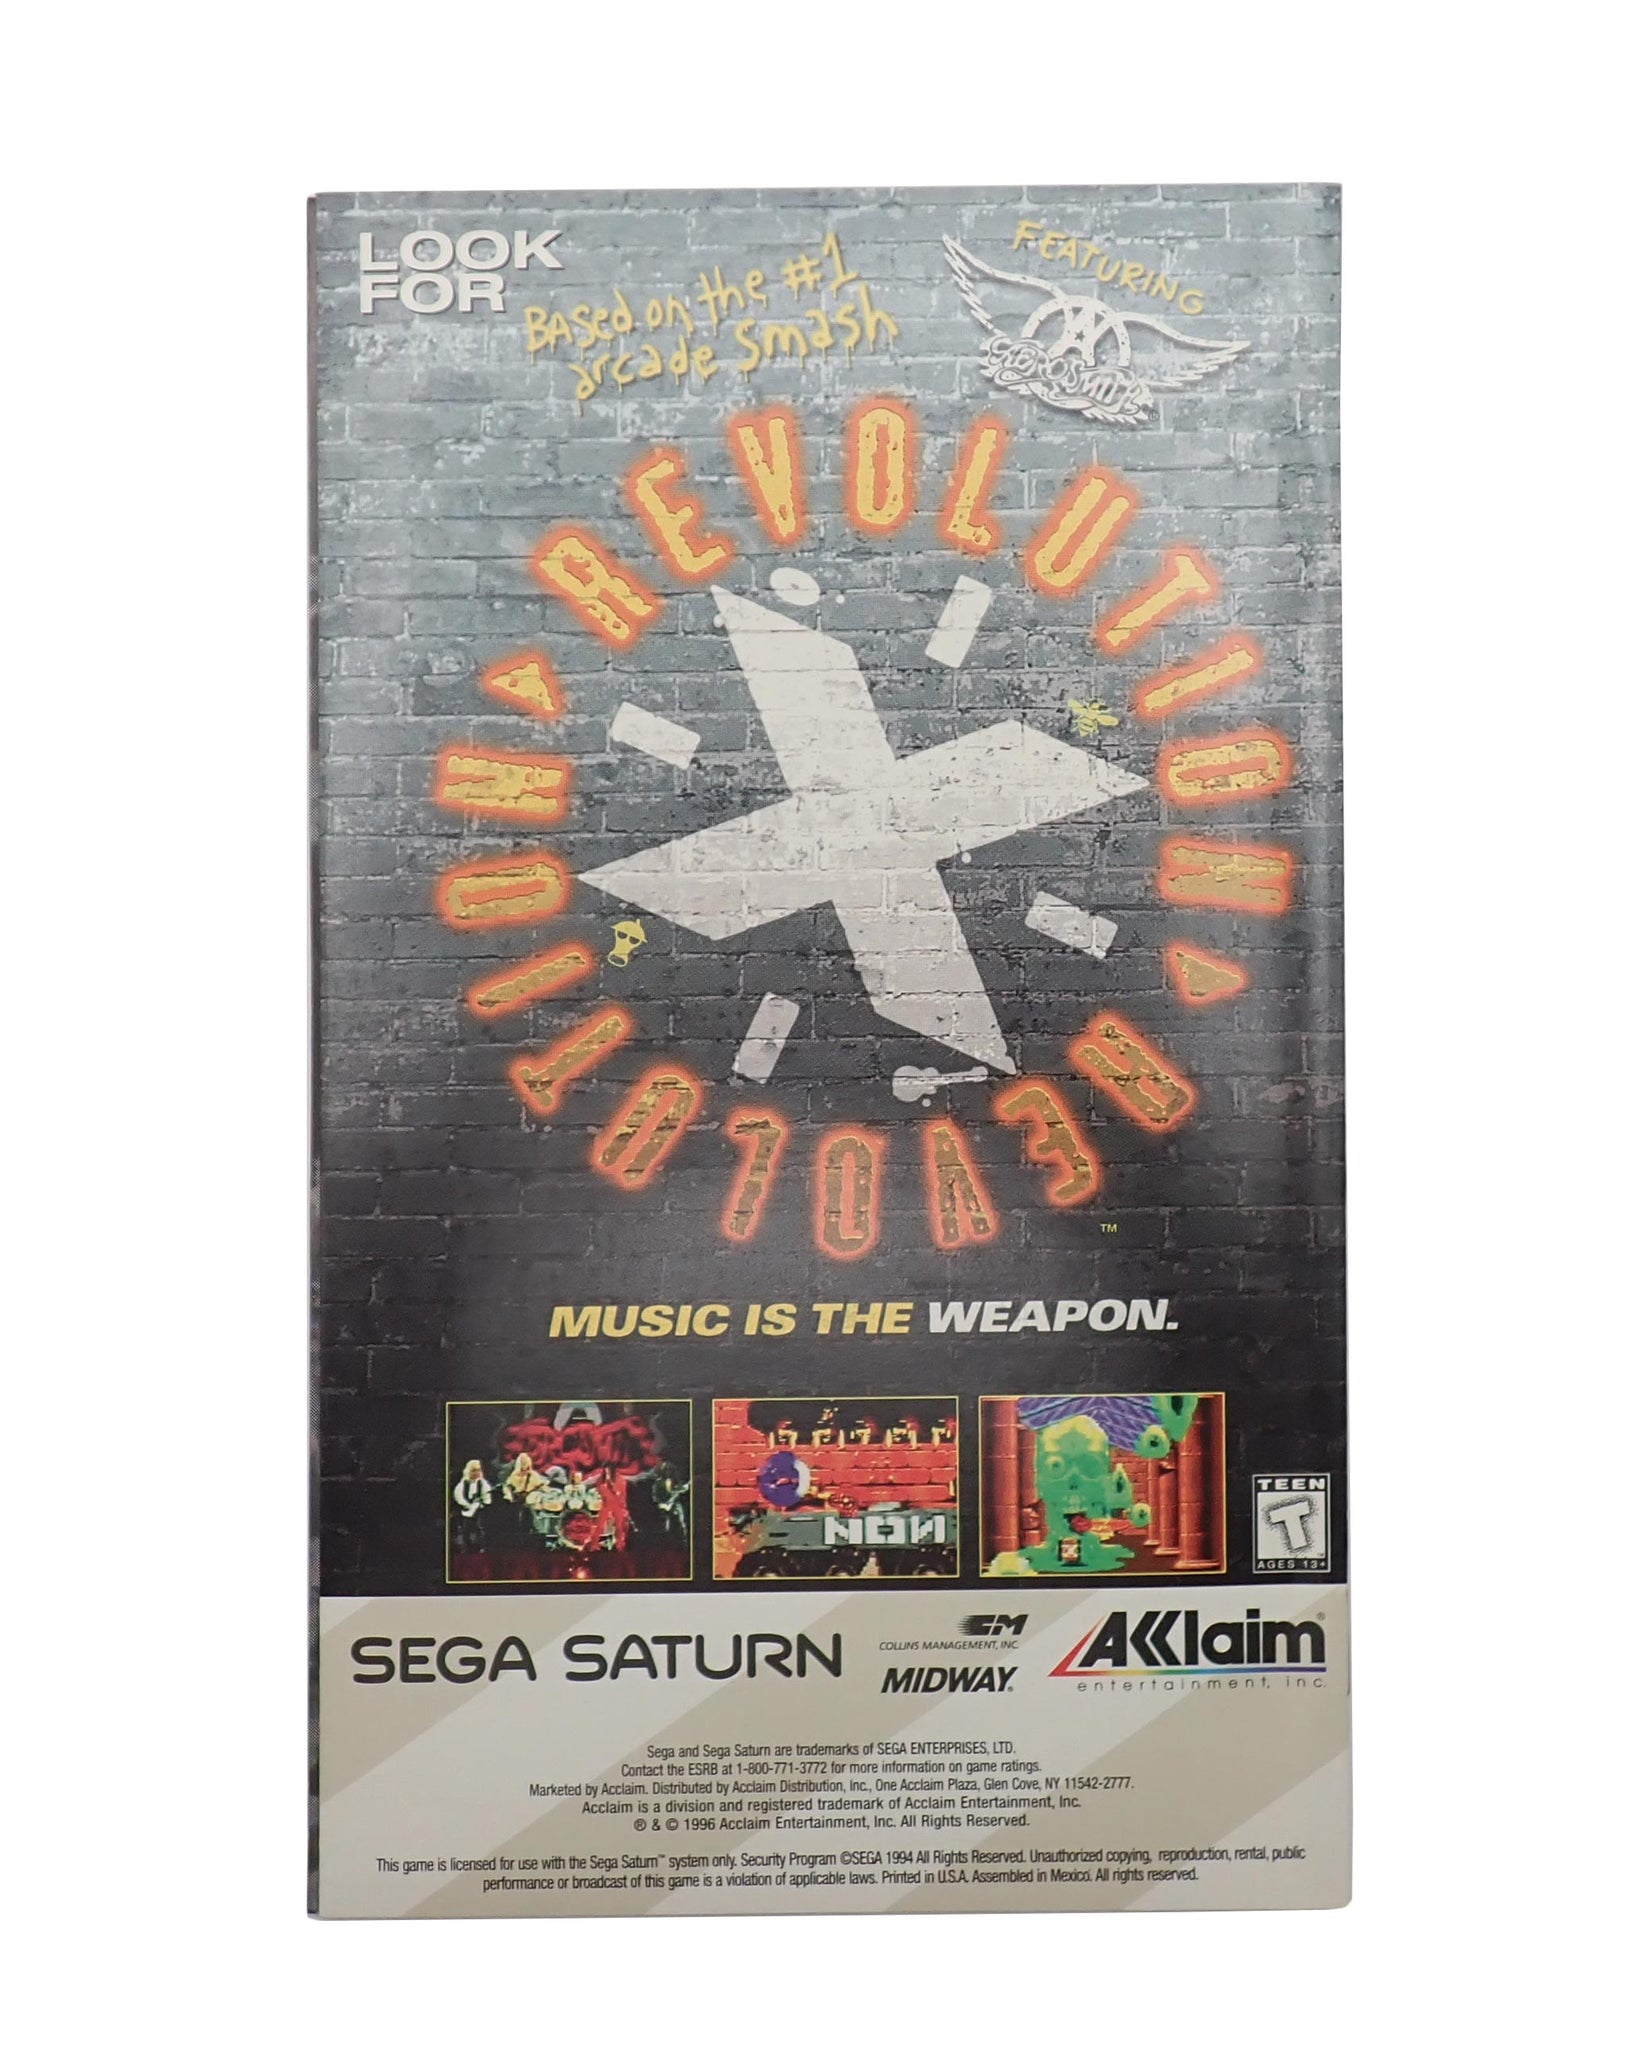 LOOK
FOR
Based on the #1
arcade smash
FEATURING
AEROSMITH®
REVOLUTION
X
REVOLUTION
™
MUSIC IS THE WEAPON.
AEROSMITH
NON
TEEN
T
AGES 13+
SEGA SATURN
CM
COLLINS MANAGEMENT, INC.
MIDWAY®
AKKlaim®
entertainment, inc.
Sega and Sega Saturn are trademarks of SEGA ENTERPRISES, LTD.
Contact the ESRB at 1-800-771-3772 for more information on game ratings.
Marketed by Acclaim. Distributed by Acclaim Distribution, Inc., One Acclaim Plaza, Glen Cove, NY 11542-2777.
Acclaim is a division and registered trademark of Acclaim Entertainment, Inc.
® & © 1996 Acclaim Entertainment, Inc. All Rights Reserved.
This game is licensed for use with the Sega Saturn™ system only. Security Program ©SEGA 1994 All Rights Reserved. Unauthorized copying, reproduction, rental, public
performance or broadcast of this game is a violation of applicable laws. Printed in U.S.A. Assembled in Mexico. All rights reserved.